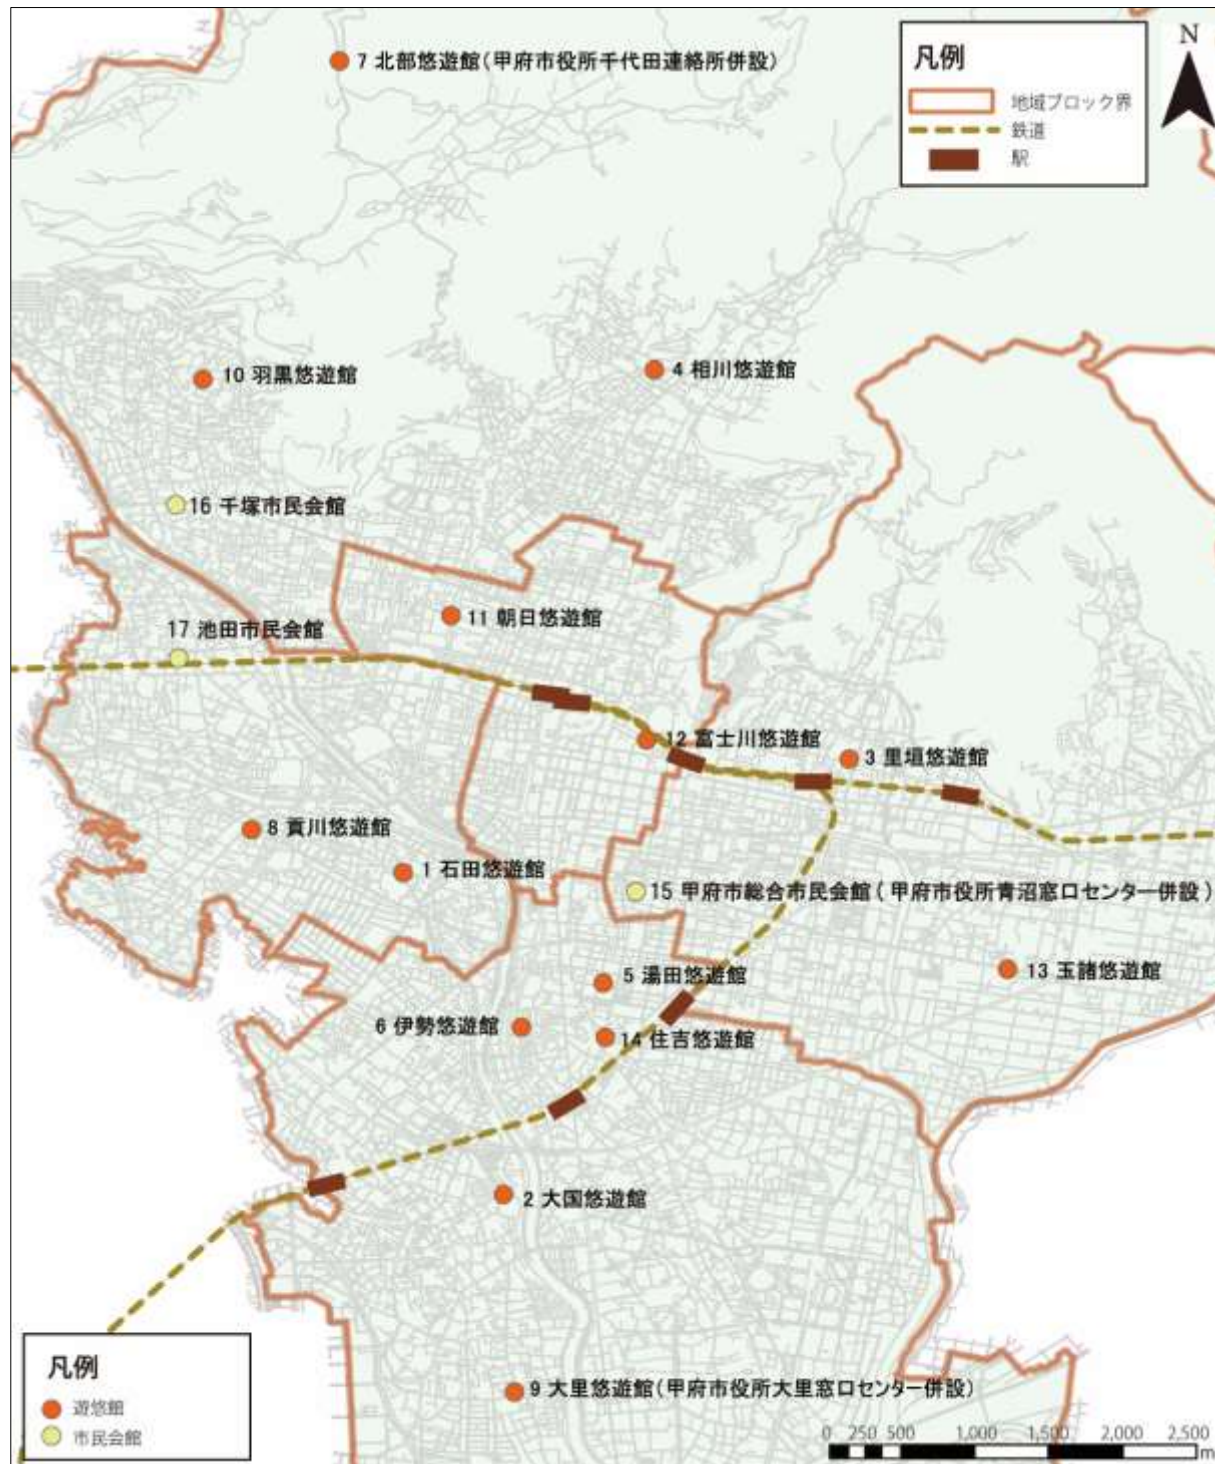 7 北部悠遊館(甲府市役所千代田連絡所併設)
凡例
地域ブロック界
鉄道
駅
N
10 羽黒悠遊館
4 相川悠遊館
16 千塚市民会館
11 朝日悠遊館
17 池田市民会館
12 富士川悠遊館
3 里垣悠遊館
8 貢川悠遊館
1 石田悠遊館
15 甲府市総合市民会館(甲府市役所青沼窓口センター併設)
5 湯田悠遊館
13 玉諸悠遊館
6 伊勢悠遊館
14 住吉悠遊館
2 大国悠遊館
凡例
遊悠館
市民会館
9 大里悠遊館(甲府市役所大里窓口センター併設)
0 250 500 1,000 1,500 2,000 2,500
m